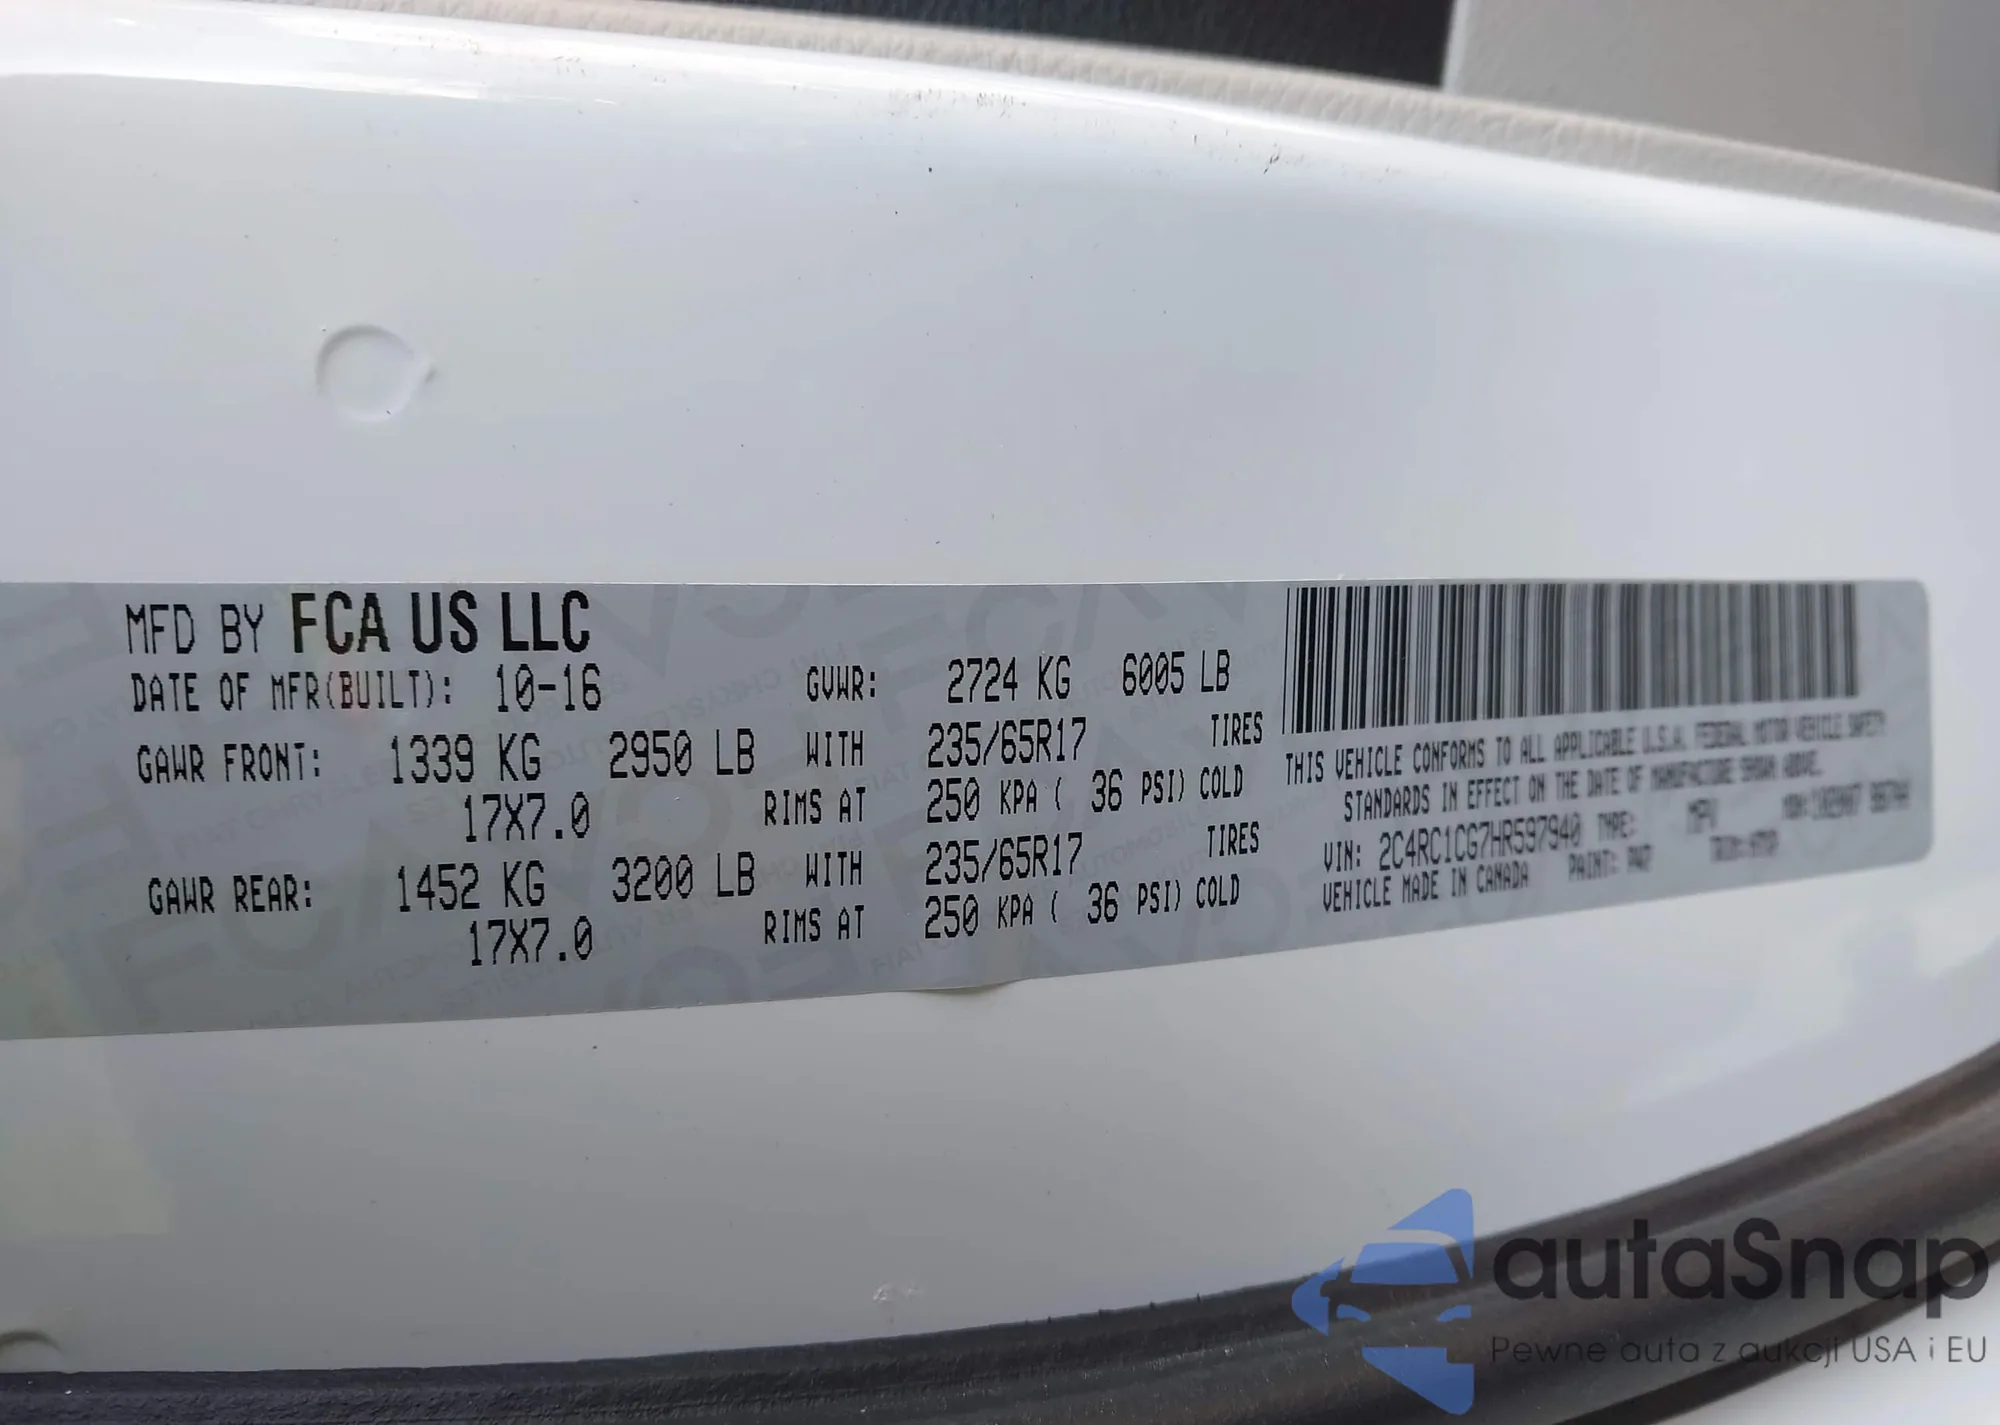 MFD BY FCA US LLC
DATE OF MFR(BUILT): 10-16 GVWR: 2724 KG 6005 LB
GAWR FRONT: 1339 KG 2950 LB WITH 235/65R17 TIRES
17X7.0 RIMS AT 250 KPA ( 36 PSI) COLD
GAWR REAR: 1452 KG 3200 LB WITH 235/65R17 TIRES
17X7.0 RIMS AT 250 KPA ( 36 PSI) COLD
THIS VEHICLE CONFORMS TO ALL APPLICABLE U.S.A. FEDERAL MOTOR VEHICLE SAFETY
STANDARDS IN EFFECT ON THE DATE OF MANUFACTURE SHOWN ABOVE.
VIN: 2C4RC1CG7HR597940 TYPE: MPV
VEHICLE MADE IN CANADA PAINT: PW7
autaSnap
Pewne auta z aukcji USA i EU